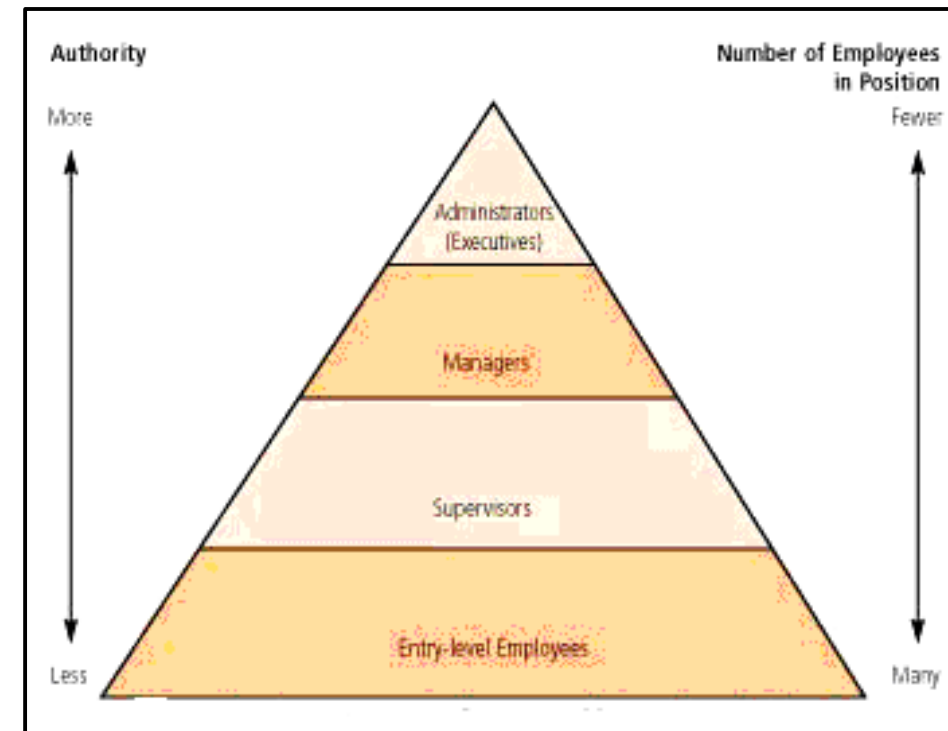 Authority
Number of Employees
in Position
More
Fewer
Administrators
(Executives)
Managers
Supervisors
Entry-level Employees
Less
Many